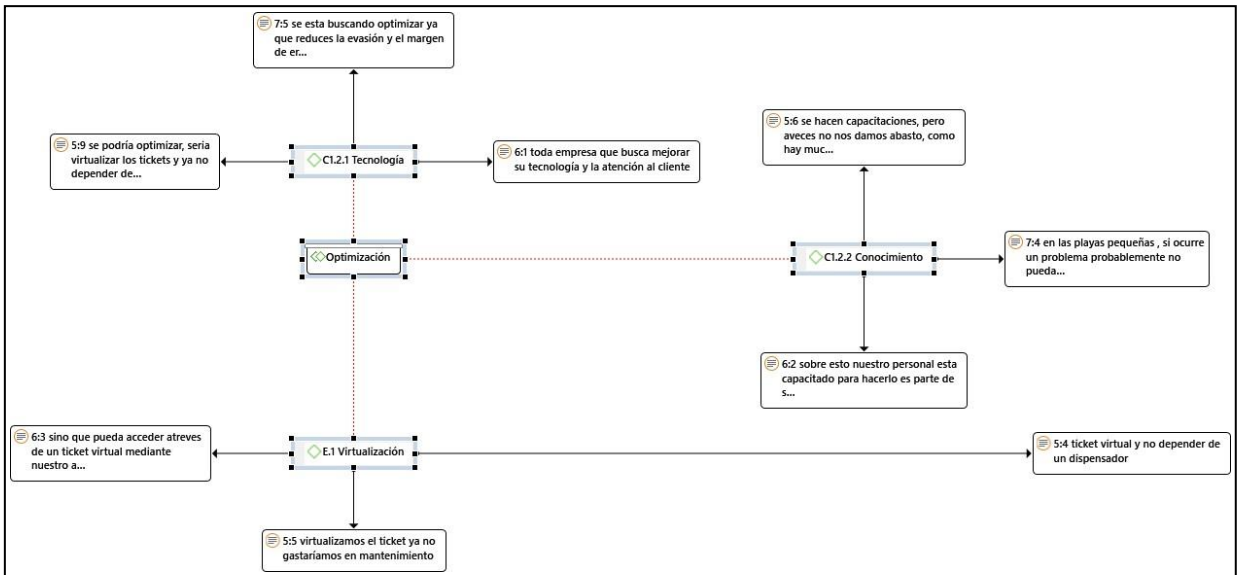 7:5 se esta buscando optimizar ya
que reduces la evasión y el margen
de er...
5:9 se podría optimizar, sería
virtualizar los tickets y ya no
depender de...
C1.2.1 Tecnología
6:1 toda empresa que busca mejorar
su tecnología y la atención al cliente
5:6 se hacen capacitaciones, pero
aveces no nos damos abasto, como
hay muc...
Optimización
C1.2.2 Conocimiento
7:4 en las playas pequeñas , si ocurre
un problema probablemente no
pueda...
6:2 sobre esto nuestro personal esta
capacitado para hacerlo es parte de
s...
6:3 sino que pueda acceder atreves
de un ticket virtual mediante
nuestro a...
E.1 Virtualización
5:4 ticket virtual y no depender de
un dispensador
5:5 virtualizamos el ticket ya no
gastaríamos en mantenimiento